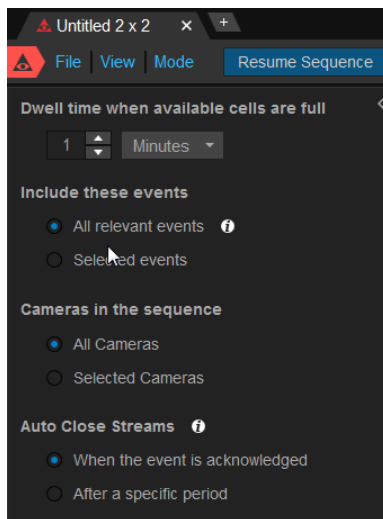 Untitled 2 x 2 × +
File View Mode Resume Sequence
Dwell time when available cells are full
1 Minutes
Include these events
All relevant events i
Selected events
Cameras in the sequence
All Cameras
Selected Cameras
Auto Close Streams i
When the event is acknowledged
After a specific period